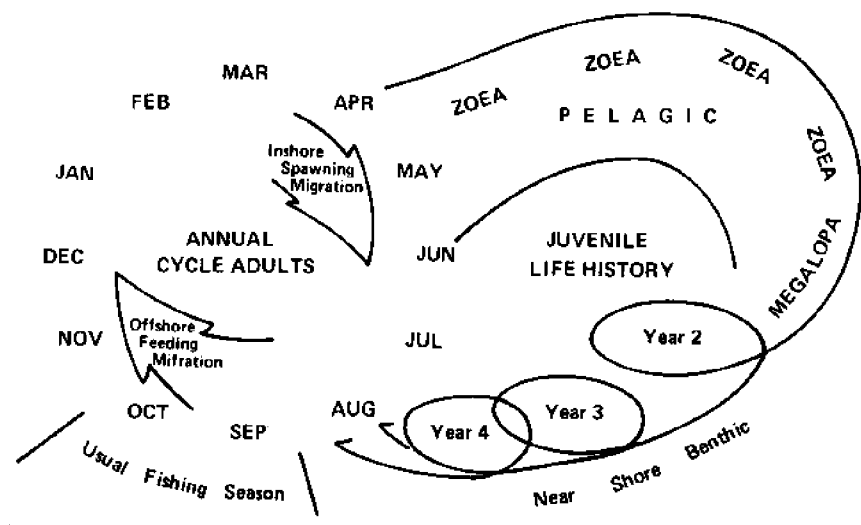 MAR
FEB
APR
JAN
MAY
DEC
JUN
NOV
JUL
OCT
SEP
AUG
Inshore
Spawning
Migration
ANNUAL
CYCLE ADULTS
Offshore
Feeding
Mitration
Usual Fishing Season
ZOEA
ZOEA
ZOEA
ZOEA
MEGALOPA
PELAGIC
JUVENILE
LIFE HISTORY
Year 2
Year 3
Year 4
Near Shore Benthic